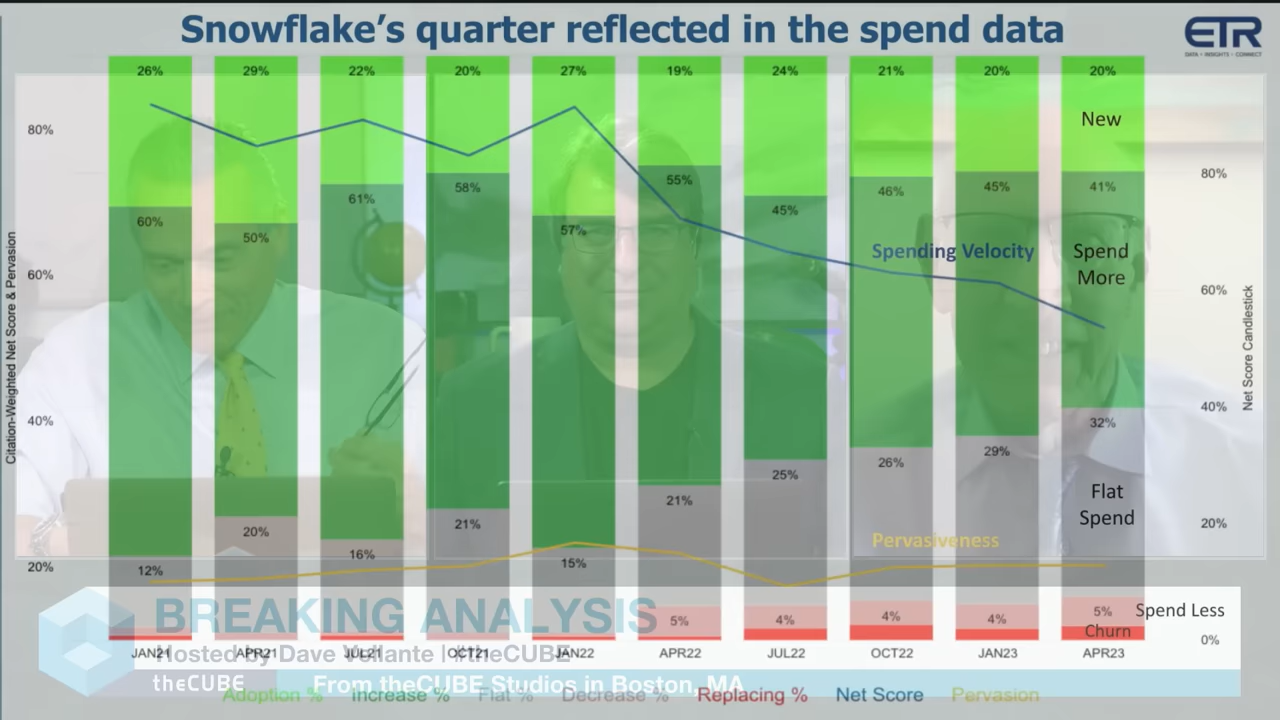 Snowflake's quarter reflected in the spend data
ETR
DATA • INSIGHTS • CONNECT
26% 29% 22% 20% 27% 19% 24% 21% 20% 20%
New
80%
80%
60% 50% 61% 58% 57% 55% 45% 46% 45% 41%
Spending Velocity
Spend
More
60%
60%
Citation-Weighted Net Score & Pervasion
Net Score Candlestick
40%
40%
12% 20% 16% 21% 15% 21% 25% 26% 29% 32%
Flat
Spend
20%
20%
Pervasiveness
5% 4% 4% 4% 5%
Spend Less
Churn
0%
BREAKING ANALYSIS
JAN21 APR21 JUL21 OCT21 JAN22 APR22 JUL22 OCT22 JAN23 APR23
Hosted by Dave Vellante | #theCUBE
theCUBE
From theCUBE Studios in Boston, MA
Adoption % Increase % Flat % Decrease % Replacing % Net Score Pervasion